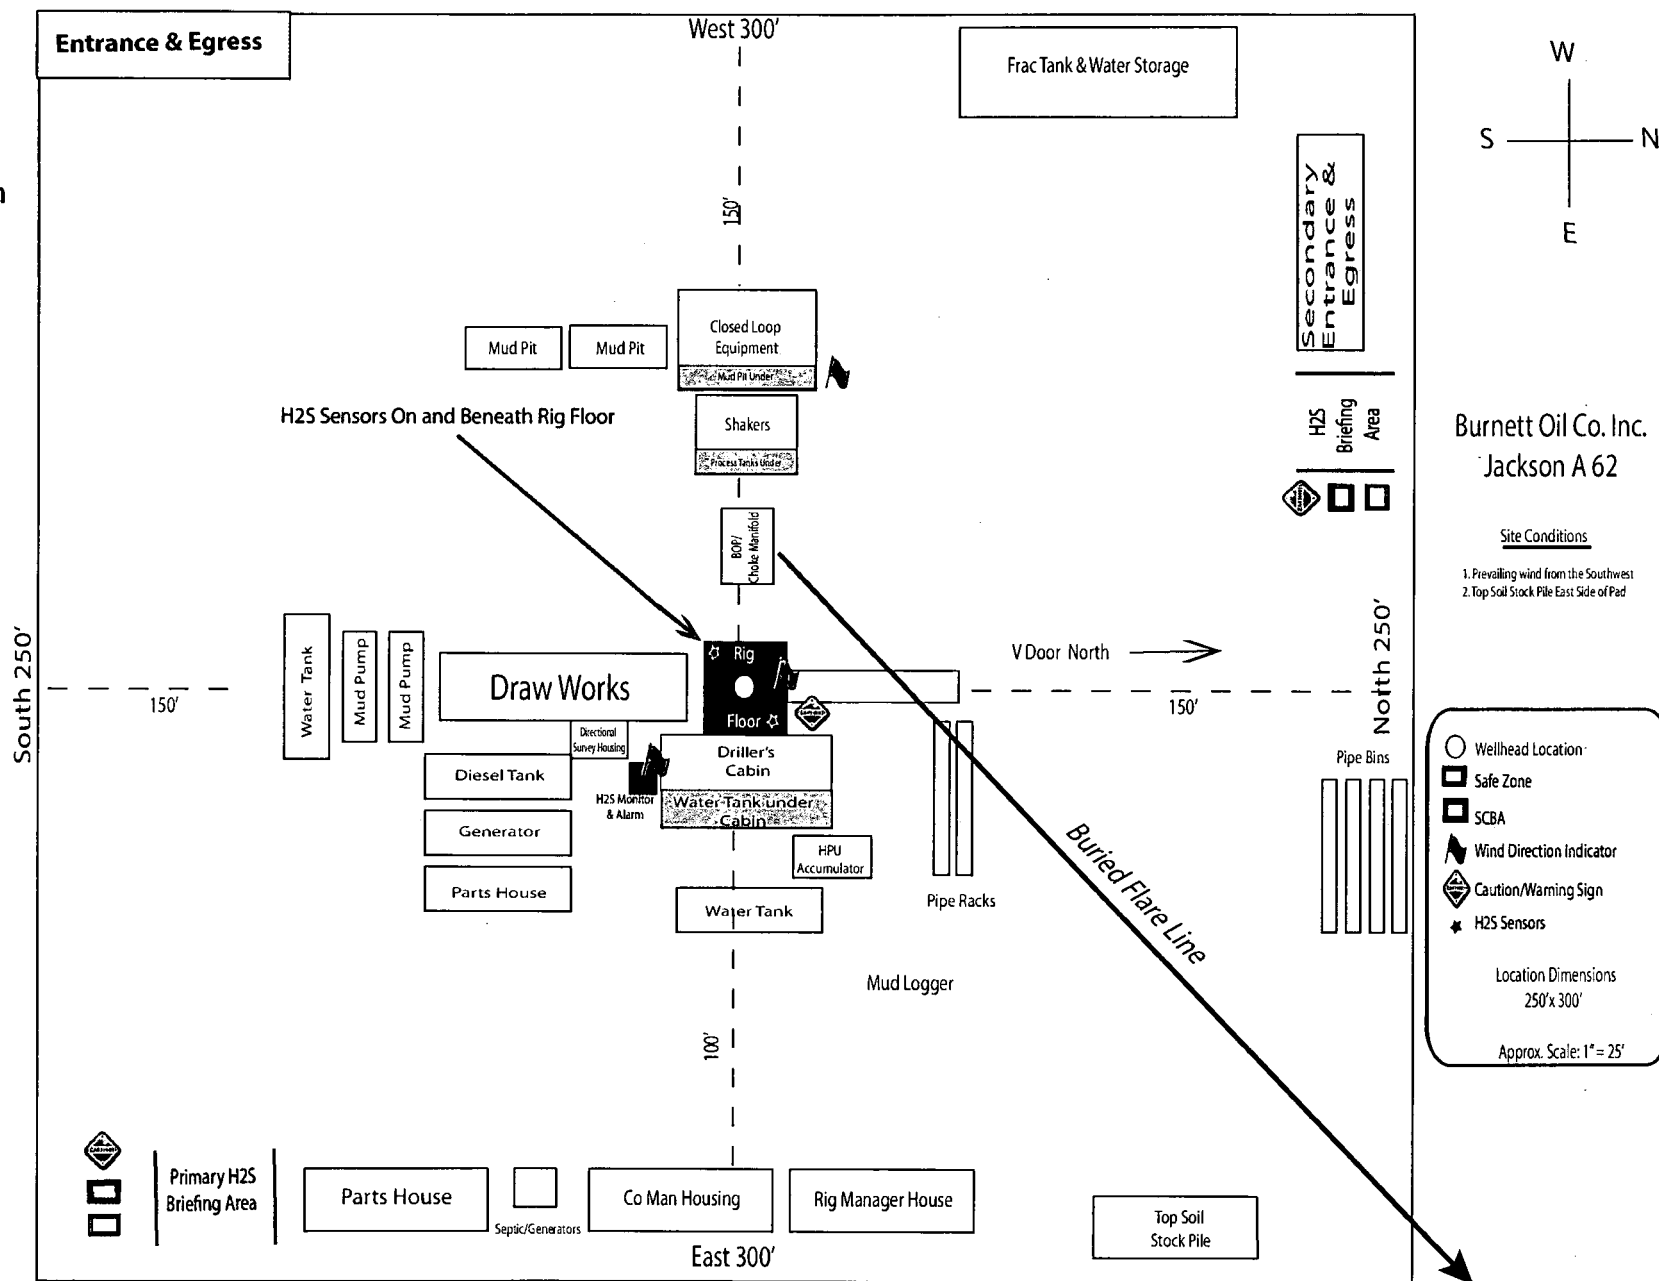 Entrance & Egress
West 300'
Frac Tank & Water Storage
W
S
N
E
Secondary
Entrance &
Egress
150'
Mud Pit
Mud Pit
Closed Loop
Equipment
Mud Pit Under
H2S Sensors On and Beneath Rig Floor
Shakers
Process Tanks Under
H2S
Briefing
Area
Burnett Oil Co. Inc.
Jackson A 62
Site Conditions
1. Prevailing wind from the Southwest
2. Top Soil Stock Pile East Side of Pad
BOP/
Choke Manifold
South 250'
150'
Water Tank
Mud Pump
Mud Pump
Draw Works
Rig
Floor
V Door North
150'
North 250'
Directional
Survey Housing
Driller's
Cabin
Water Tank under
Cabin
H2S Monitor
& Alarm
Diesel Tank
Generator
Parts House
HPU
Accumulator
Water Tank
Pipe Racks
Pipe Bins
Mud Logger
Buried Flare Line
Wellhead Location
Safe Zone
SCBA
Wind Direction Indicator
Caution/Warning Sign
H2S Sensors
Location Dimensions
250'x 300'
Approx. Scale: 1" = 25'
100'
Primary H2S
Briefing Area
Parts House
Septic/Generators
Co Man Housing
Rig Manager House
Top Soil
Stock Pile
East 300'